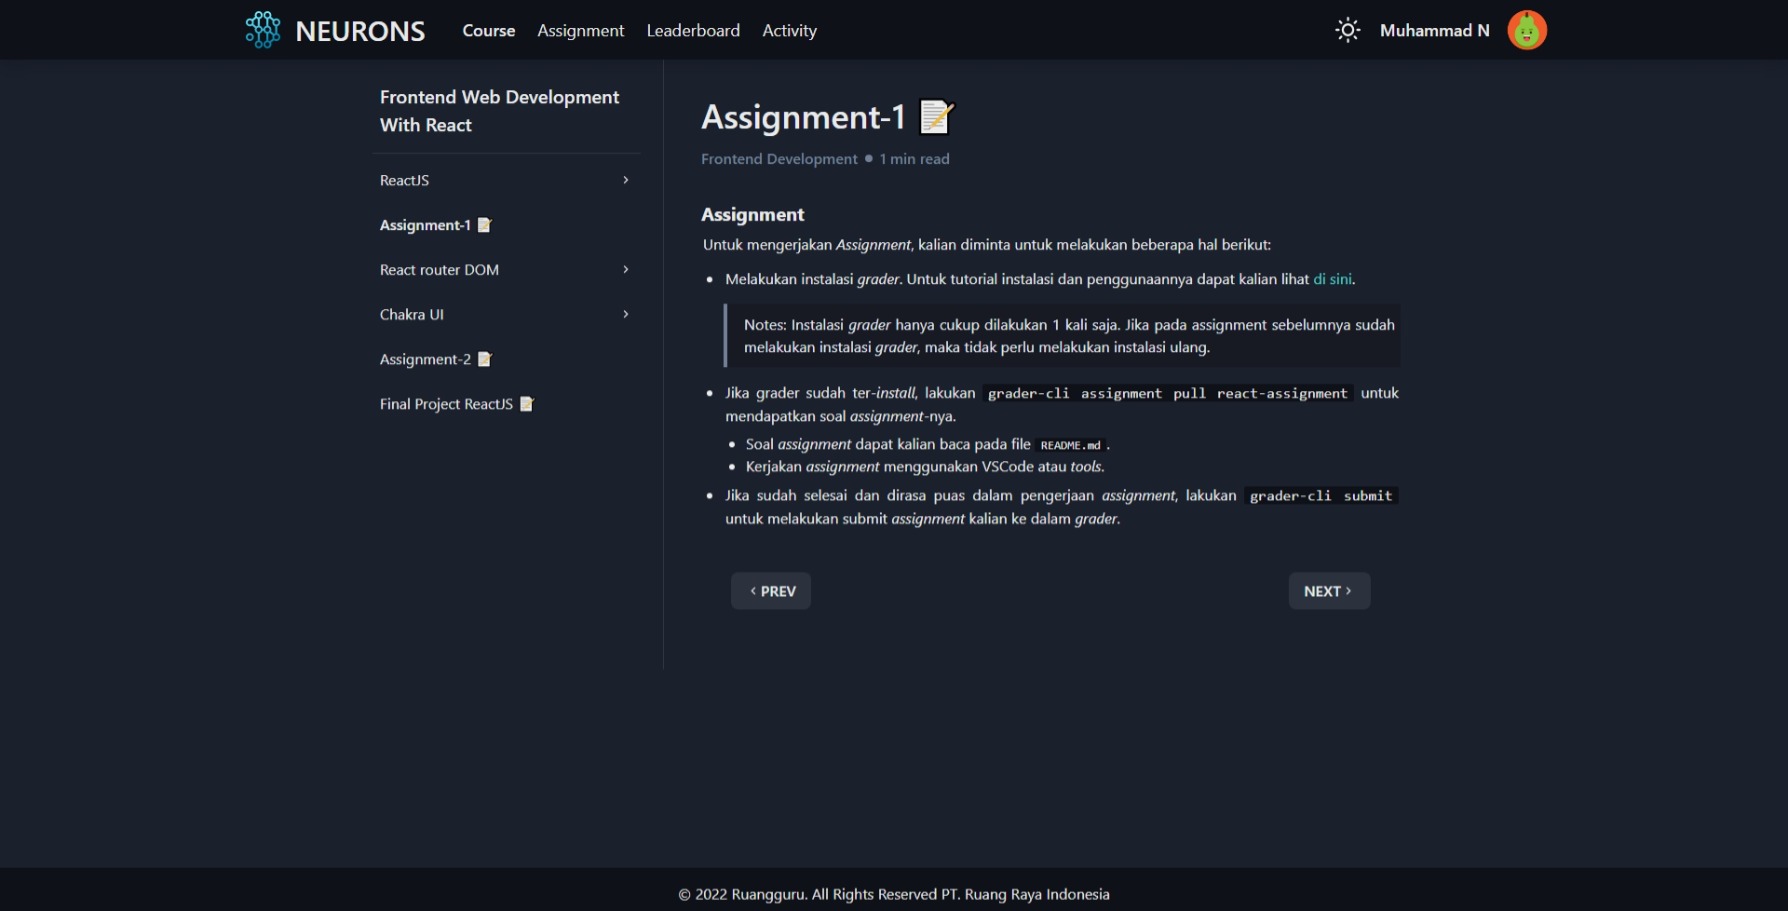 NEURONS
Course
Assignment
Leaderboard
Activity
Muhammad N
Frontend Web Development
With React
ReactJS
Assignment-1 📝
React router DOM
Chakra UI
Assignment-2 📝
Final Project ReactJS 📝
Assignment-1 📝
Frontend Development ● 1 min read
Assignment
Untuk mengerjakan Assignment, kalian diminta untuk melakukan beberapa hal berikut:
• Melakukan instalasi grader. Untuk tutorial instalasi dan penggunaannya dapat kalian lihat di sini.
Notes: Instalasi grader hanya cukup dilakukan 1 kali saja. Jika pada assignment sebelumnya sudah
melakukan instalasi grader, maka tidak perlu melakukan instalasi ulang.
• Jika grader sudah ter-install, lakukan grader-cli assignment pull react-assignment untuk
mendapatkan soal assignment-nya.
• Soal assignment dapat kalian baca pada file README.md.
• Kerjakan assignment menggunakan VSCode atau tools.
• Jika sudah selesai dan dirasa puas dalam pengerjaan assignment, lakukan grader-cli submit
untuk melakukan submit assignment kalian ke dalam grader.
‹ PREV
NEXT ›
© 2022 Ruangguru. All Rights Reserved PT. Ruang Raya Indonesia